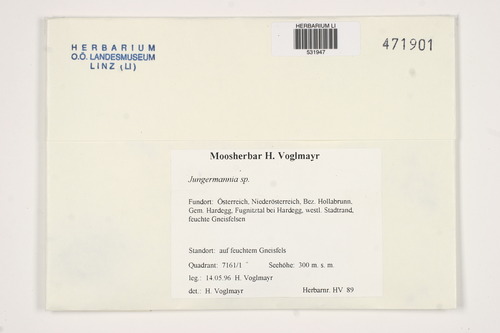 HERBARIUM
O.Ö. LANDESMUSEUM
LINZ (LI)
HERBARIUM LI
531947
471901
Moosherbar H. Voglmayr
Jungermannia sp.
Fundort: Österreich, Niederösterreich, Bez. Hollabrunn,
Gem. Hardegg, Fugnitztal bei Hardegg, westl. Stadtrand,
feuchte Gneisfelsen
Standort: auf feuchtem Gneisfels
Quadrant: 7161/1 Seehöhe: 300 m. s. m.
leg.: 14.05.96 H. Voglmayr
det.: H. Voglmayr Herbarnr. HV 89